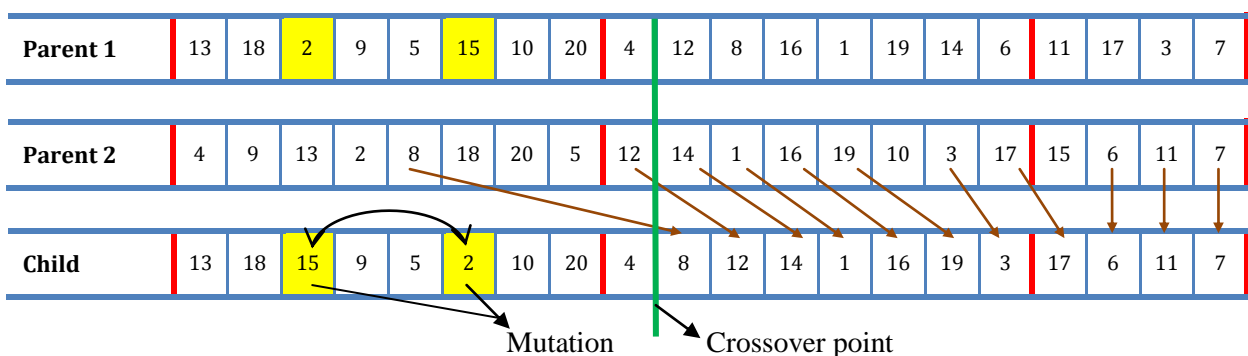 Parent 1 13 18 2 9 5 15 10 20 4 12 8 16 1 19 14 6 11 17 3 7
Parent 2 4 9 13 2 8 18 20 5 12 14 1 16 19 10 3 17 15 6 11 7
Child 13 18 15 9 5 2 10 20 4 8 12 14 1 16 19 3 17 6 11 7
Mutation Crossover point